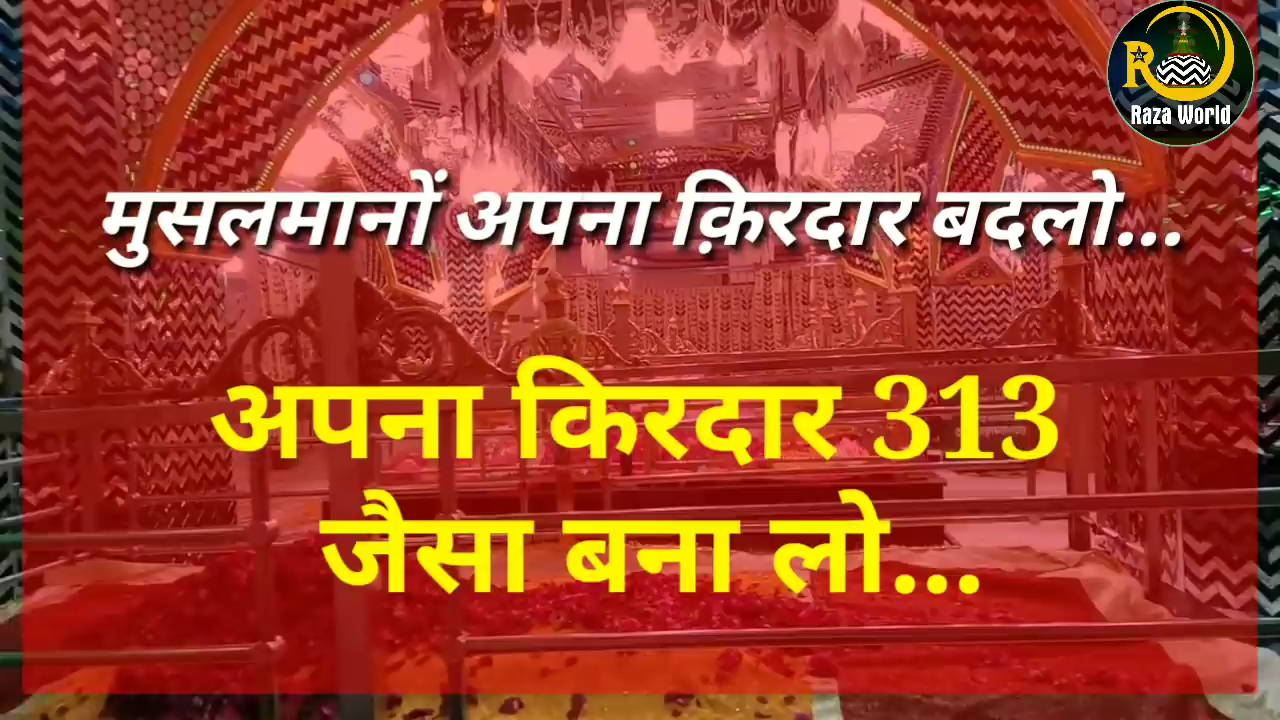 Raza World
मुसलमानों अपना क़िरदार बदलो...
अपना किरदार 313
जैसा बना लो...